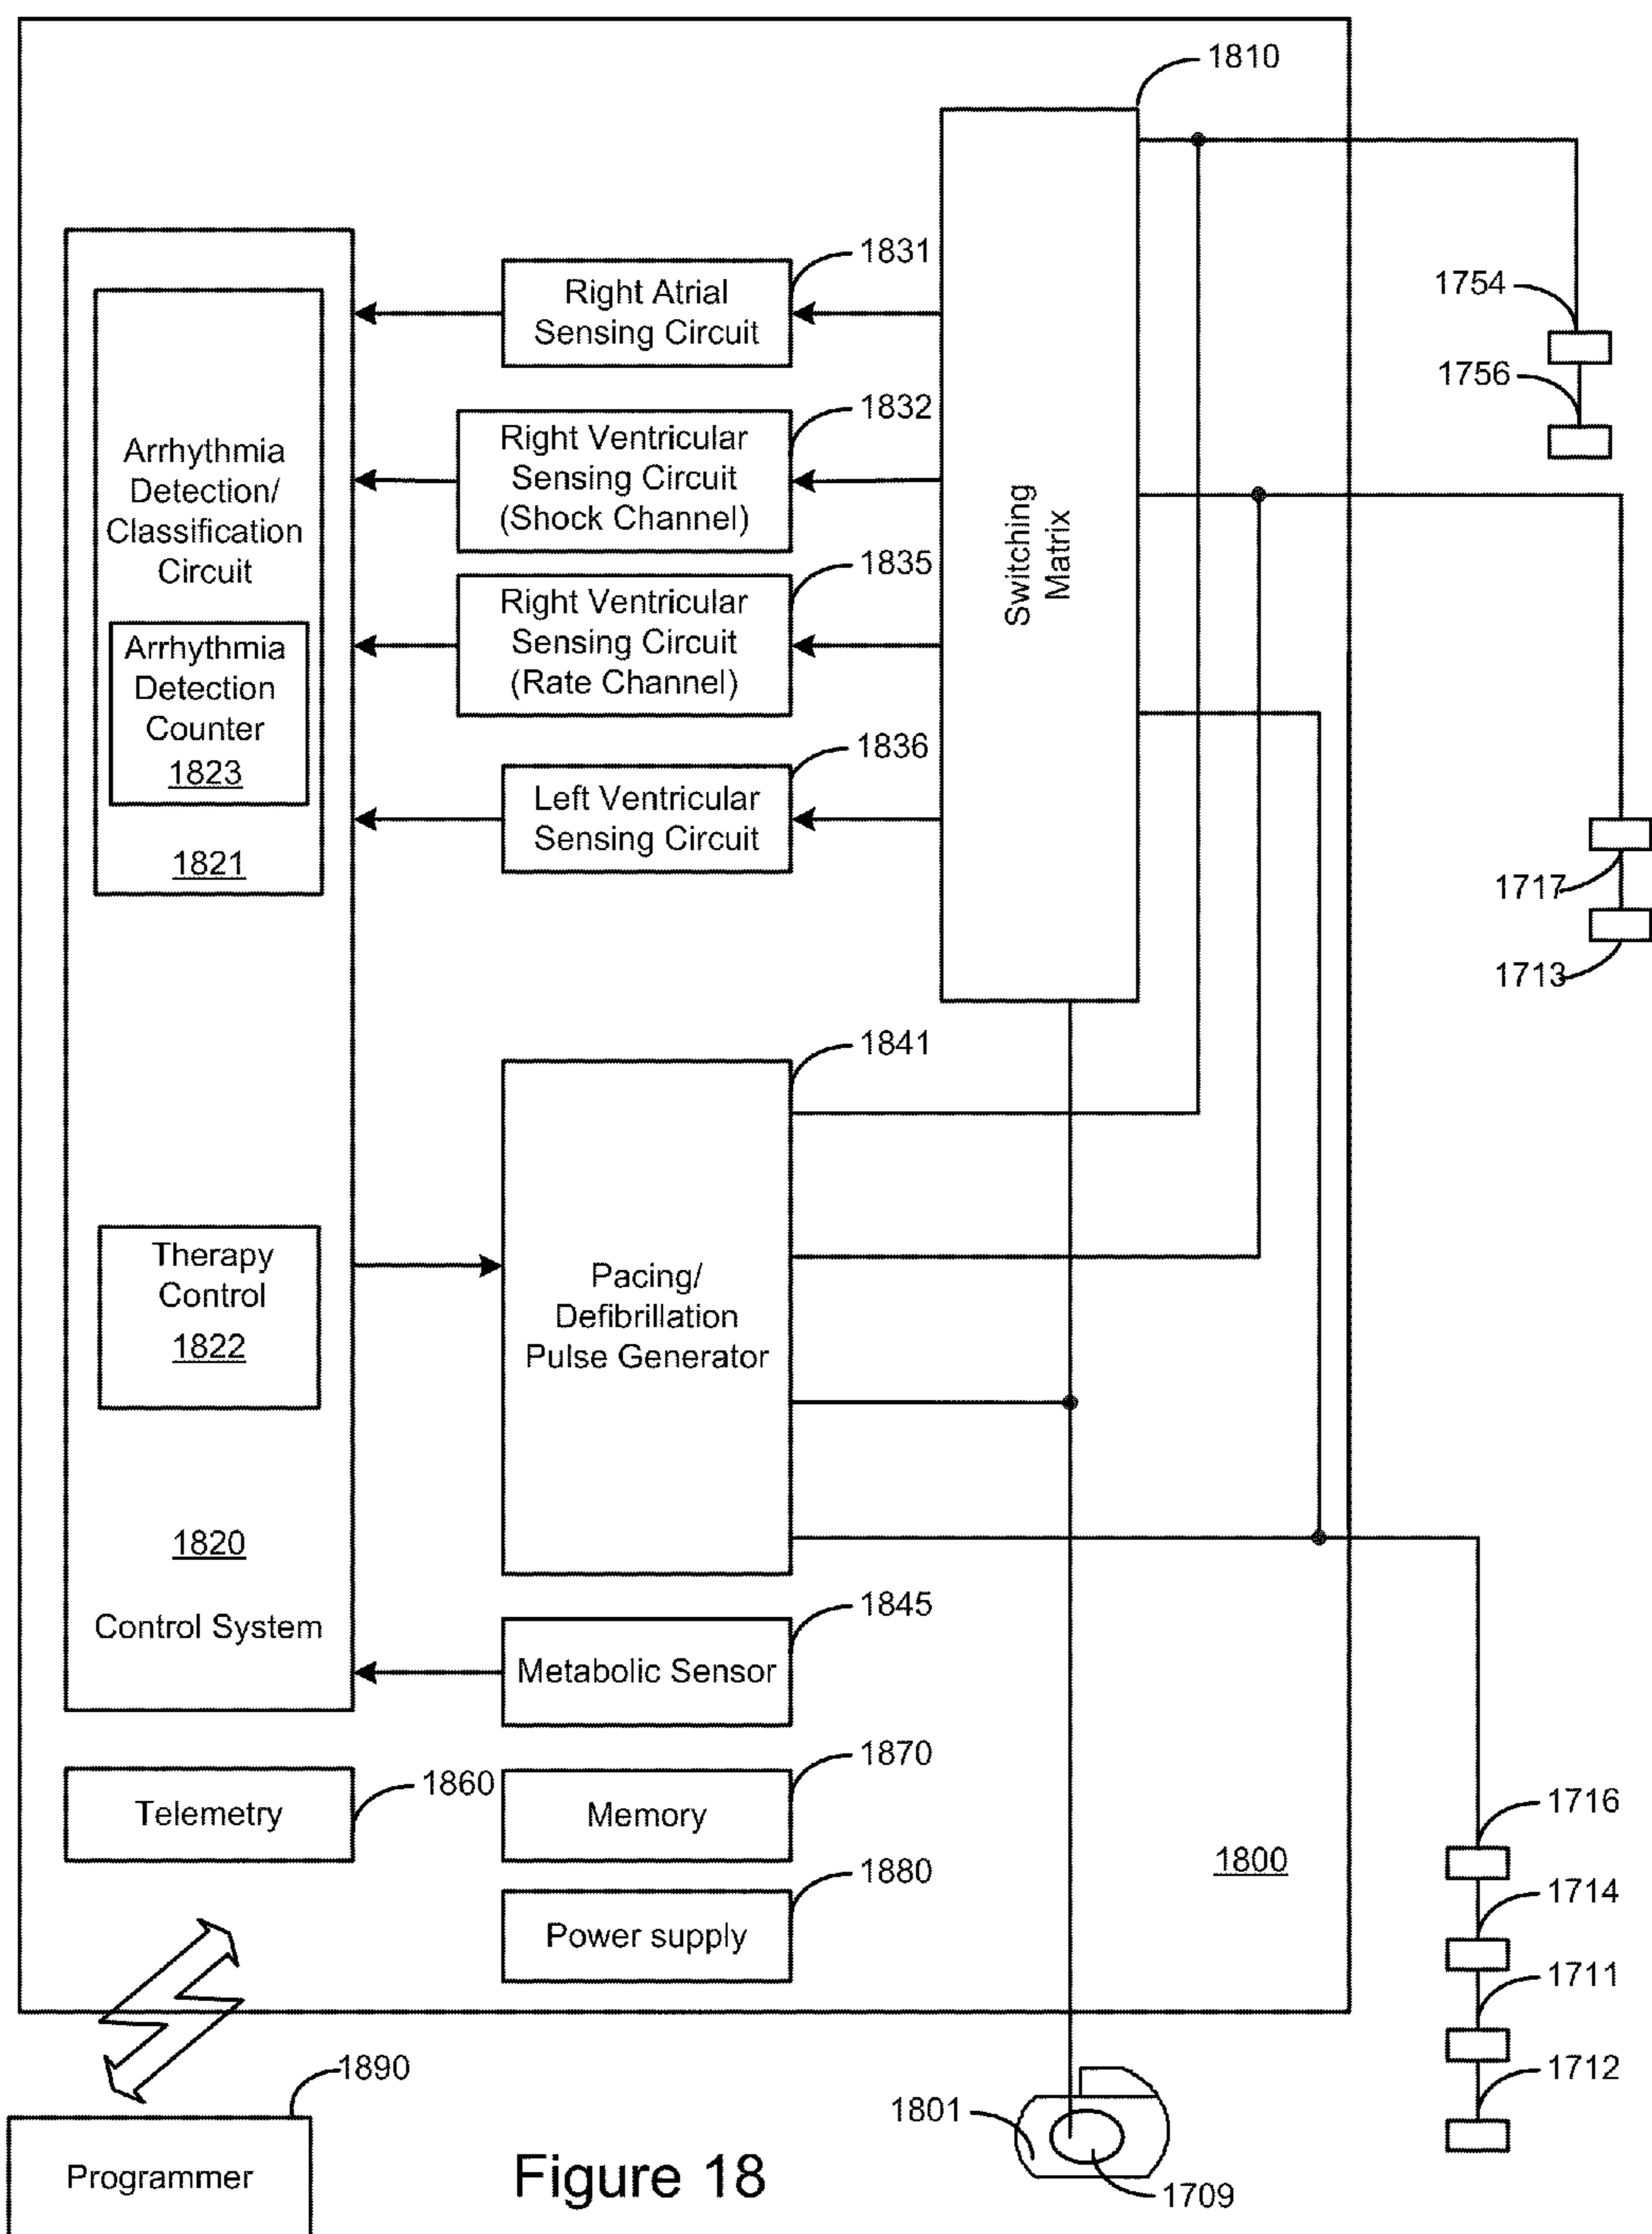 1810
1831
Right Atrial
Sensing Circuit
1754
1756
1832
Right Ventricular
Sensing Circuit
(Shock Channel)
Arrhythmia
Detection/
Classification
Circuit
Switching
Matrix
1835
Right Ventricular
Sensing Circuit
(Rate Channel)
Arrhythmia
Detection
Counter
1823
1836
Left Ventricular
Sensing Circuit
1821
1717
1713
1841
Therapy
Control
1822
Pacing/
Defibrillation
Pulse Generator
1820
Control System
1845
Metabolic Sensor
1870
1860
Telemetry
Memory
1716
1800
1880
1714
Power supply
1711
1890
1712
1801
Programmer
Figure 18
1709